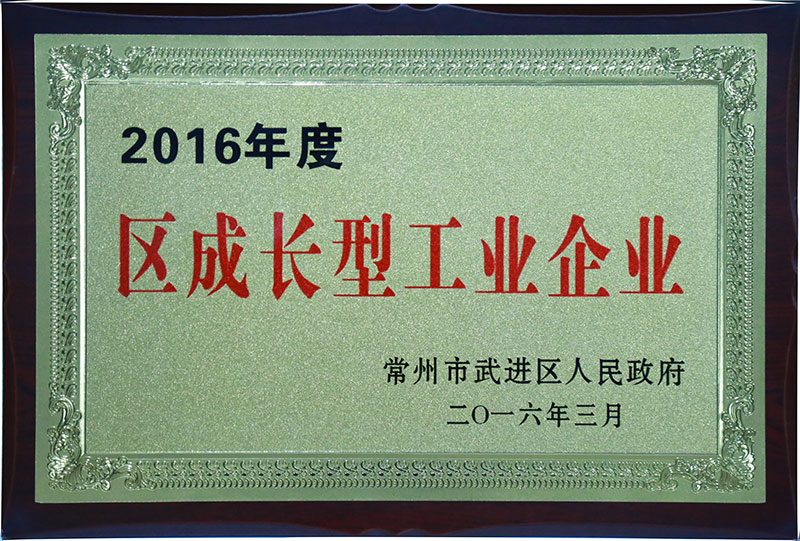 2016年度
区成长型工业企业
常州市武进区人民政府
二〇一六年三月